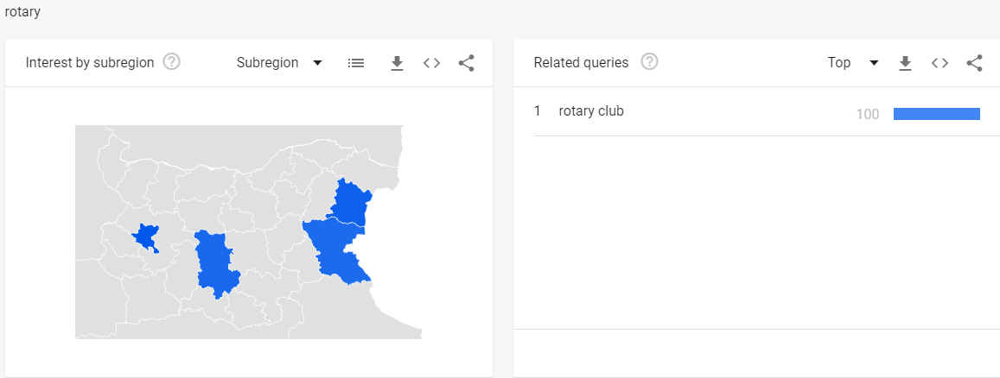 rotary
Interest by subregion ? Subregion
Related queries ? Top
1 rotary club 100